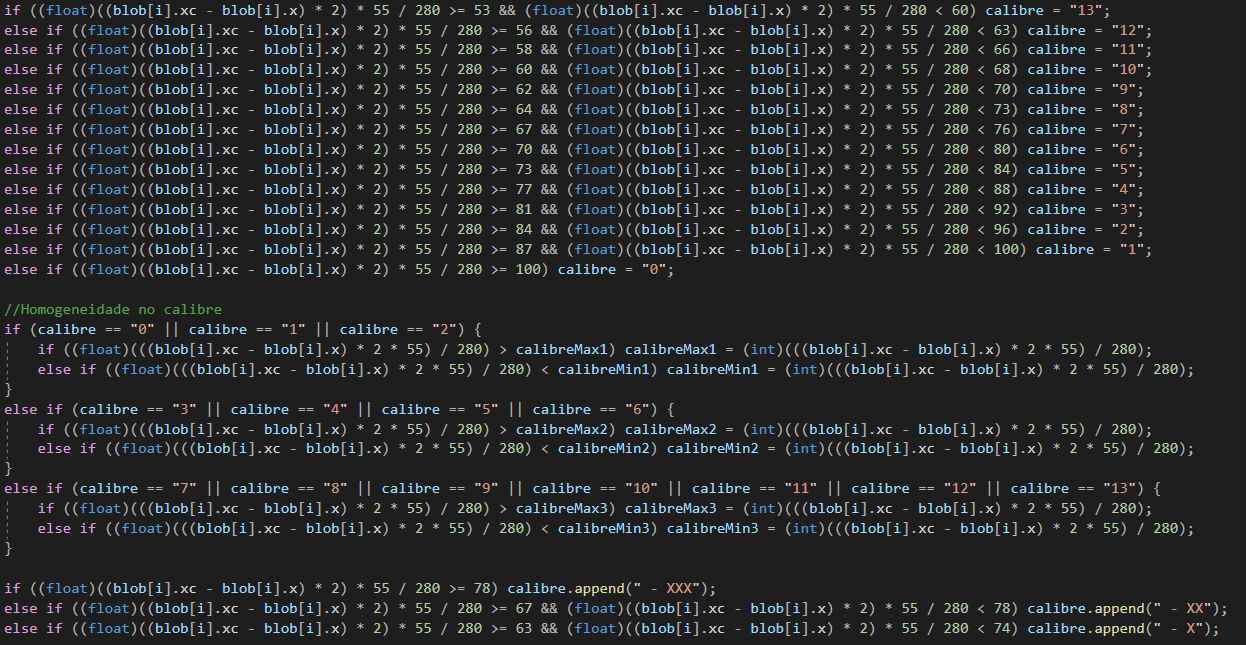 if ((float)((blob[i].xc - blob[i].x) * 2) * 55 / 280 >= 53 && (float)((blob[i].xc - blob[i].x) * 2) * 55 / 280 < 60) calibre = "13";
else if ((float)((blob[i].xc - blob[i].x) * 2) * 55 / 280 >= 56 && (float)((blob[i].xc - blob[i].x) * 2) * 55 / 280 < 63) calibre = "12";
else if ((float)((blob[i].xc - blob[i].x) * 2) * 55 / 280 >= 58 && (float)((blob[i].xc - blob[i].x) * 2) * 55 / 280 < 66) calibre = "11";
else if ((float)((blob[i].xc - blob[i].x) * 2) * 55 / 280 >= 60 && (float)((blob[i].xc - blob[i].x) * 2) * 55 / 280 < 68) calibre = "10";
else if ((float)((blob[i].xc - blob[i].x) * 2) * 55 / 280 >= 62 && (float)((blob[i].xc - blob[i].x) * 2) * 55 / 280 < 70) calibre = "9";
else if ((float)((blob[i].xc - blob[i].x) * 2) * 55 / 280 >= 64 && (float)((blob[i].xc - blob[i].x) * 2) * 55 / 280 < 73) calibre = "8";
else if ((float)((blob[i].xc - blob[i].x) * 2) * 55 / 280 >= 67 && (float)((blob[i].xc - blob[i].x) * 2) * 55 / 280 < 76) calibre = "7";
else if ((float)((blob[i].xc - blob[i].x) * 2) * 55 / 280 >= 70 && (float)((blob[i].xc - blob[i].x) * 2) * 55 / 280 < 80) calibre = "6";
else if ((float)((blob[i].xc - blob[i].x) * 2) * 55 / 280 >= 73 && (float)((blob[i].xc - blob[i].x) * 2) * 55 / 280 < 84) calibre = "5";
else if ((float)((blob[i].xc - blob[i].x) * 2) * 55 / 280 >= 77 && (float)((blob[i].xc - blob[i].x) * 2) * 55 / 280 < 88) calibre = "4";
else if ((float)((blob[i].xc - blob[i].x) * 2) * 55 / 280 >= 81 && (float)((blob[i].xc - blob[i].x) * 2) * 55 / 280 < 92) calibre = "3";
else if ((float)((blob[i].xc - blob[i].x) * 2) * 55 / 280 >= 84 && (float)((blob[i].xc - blob[i].x) * 2) * 55 / 280 < 96) calibre = "2";
else if ((float)((blob[i].xc - blob[i].x) * 2) * 55 / 280 >= 87 && (float)((blob[i].xc - blob[i].x) * 2) * 55 / 280 < 100) calibre = "1";
else if ((float)((blob[i].xc - blob[i].x) * 2) * 55 / 280 >= 100) calibre = "0";

//Homogeneidade no calibre
if (calibre == "0" || calibre == "1" || calibre == "2") {
    if ((float)(((blob[i].xc - blob[i].x) * 2 * 55) / 280) > calibreMax1) calibreMax1 = (int)(((blob[i].xc - blob[i].x) * 2 * 55) / 280);
    else if ((float)(((blob[i].xc - blob[i].x) * 2 * 55) / 280) < calibreMin1) calibreMin1 = (int)(((blob[i].xc - blob[i].x) * 2 * 55) / 280);
}
else if (calibre == "3" || calibre == "4" || calibre == "5" || calibre == "6") {
    if ((float)(((blob[i].xc - blob[i].x) * 2 * 55) / 280) > calibreMax2) calibreMax2 = (int)(((blob[i].xc - blob[i].x) * 2 * 55) / 280);
    else if ((float)(((blob[i].xc - blob[i].x) * 2 * 55) / 280) < calibreMin2) calibreMin2 = (int)(((blob[i].xc - blob[i].x) * 2 * 55) / 280);
}
else if (calibre == "7" || calibre == "8" || calibre == "9" || calibre == "10" || calibre == "11" || calibre == "12" || calibre == "13") {
    if ((float)(((blob[i].xc - blob[i].x) * 2 * 55) / 280) > calibreMax3) calibreMax3 = (int)(((blob[i].xc - blob[i].x) * 2 * 55) / 280);
    else if ((float)(((blob[i].xc - blob[i].x) * 2 * 55) / 280) < calibreMin3) calibreMin3 = (int)(((blob[i].xc - blob[i].x) * 2 * 55) / 280);
}

if ((float)((blob[i].xc - blob[i].x) * 2) * 55 / 280 >= 78) calibre.append(" - XXX");
else if ((float)((blob[i].xc - blob[i].x) * 2) * 55 / 280 >= 67 && (float)((blob[i].xc - blob[i].x) * 2) * 55 / 280 < 78) calibre.append(" - XX");
else if ((float)((blob[i].xc - blob[i].x) * 2) * 55 / 280 >= 63 && (float)((blob[i].xc - blob[i].x) * 2) * 55 / 280 < 74) calibre.append(" - X");